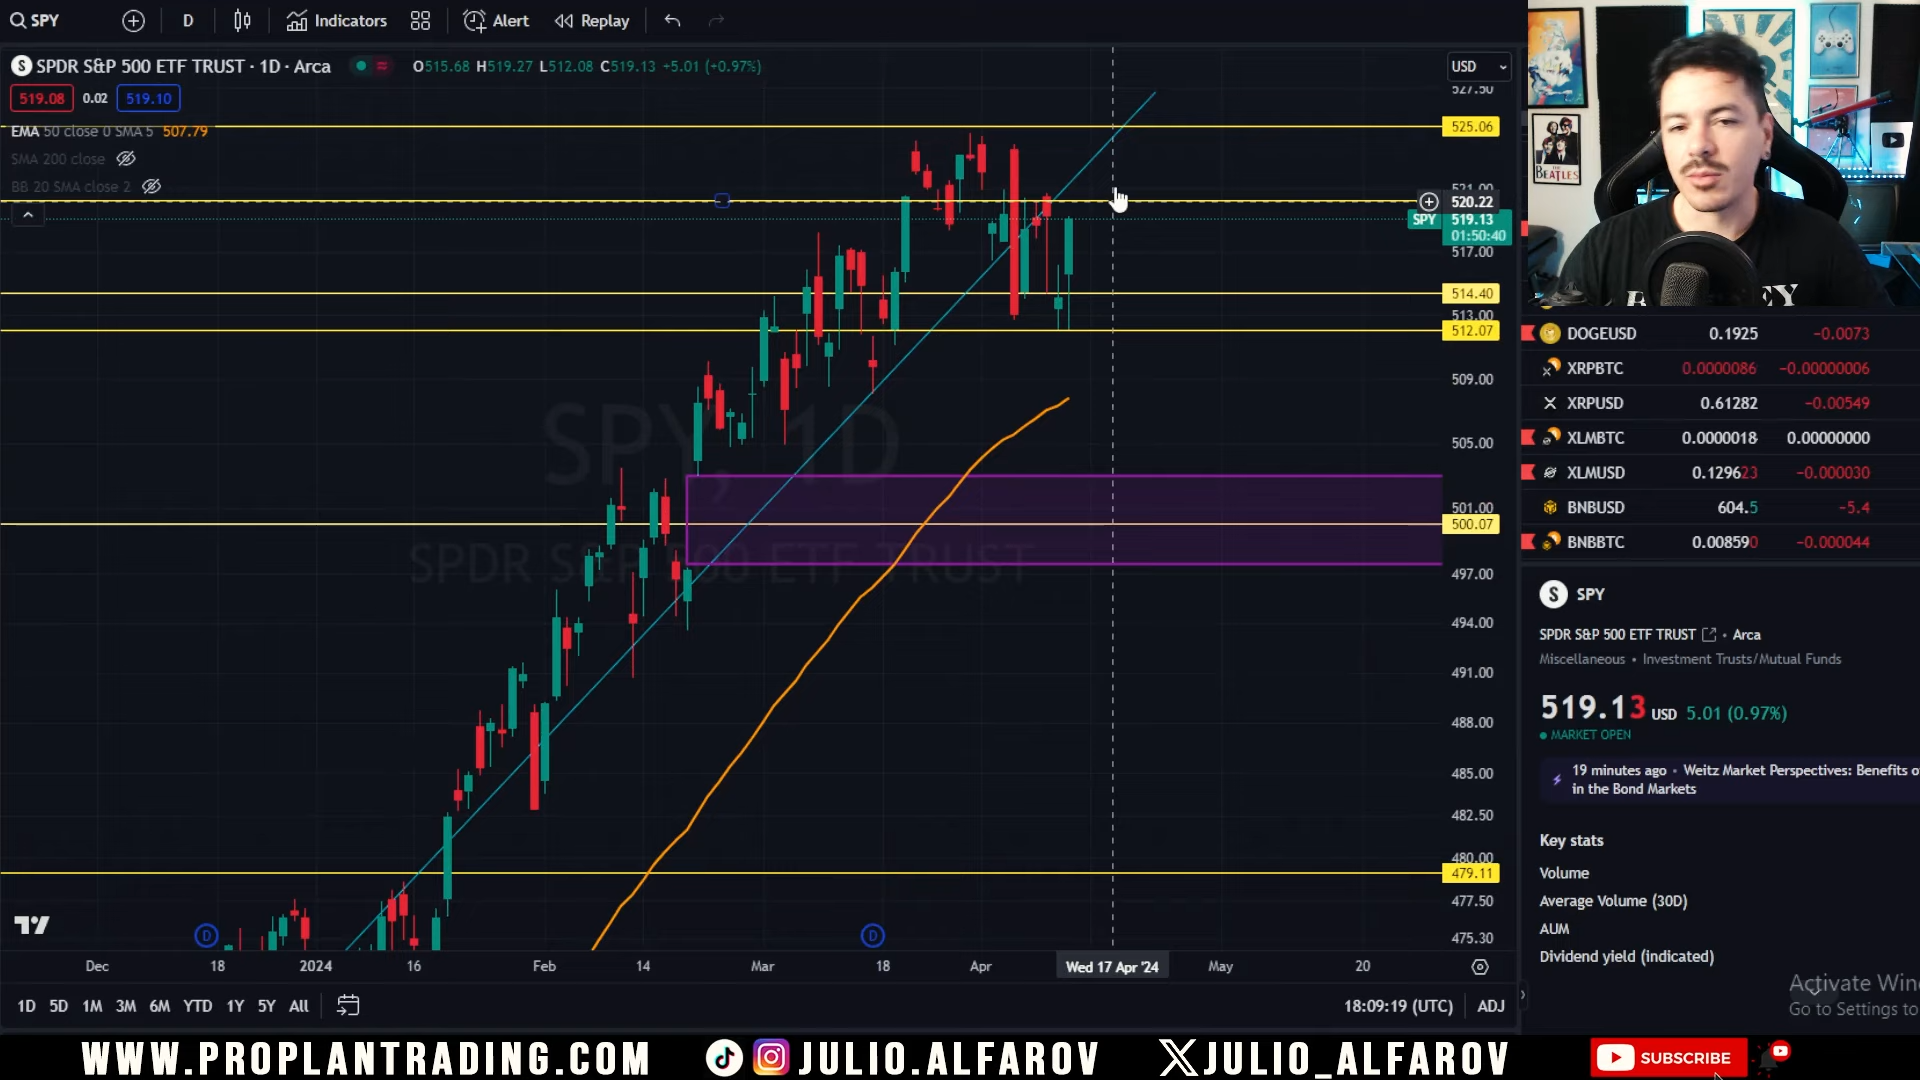 SPY
D
Indicators
Alert
Replay
S SPDR S&P 500 ETF TRUST · 1D · Arca
O515.68 H519.27 L512.08 C519.13 +5.01 (+0.97%)
USD
519.08 0.02 519.10
EMA 50 close 0 SMA 5 507.79
SMA 200 close
BB 20 SMA close 2
SPY, 1D
SPDR S&P 500 ETF TRUST
527.50
525.06
521.00
520.22
SPY 519.13
01:50:40
517.00
514.40
513.00
512.07
509.00
505.00
501.00
500.07
497.00
494.00
491.00
488.00
485.00
482.50
480.00
479.11
477.50
475.30
D
D
Dec 18 2024 16 Feb 14 Mar 18 Apr Wed 17 Apr '24 May 20
1D 5D 1M 3M 6M YTD 1Y 5Y All
18:09:19 (UTC) ADJ
THE
BEATLES
DOGEUSD 0.1925 −0.0073
XRPBTC 0.0000086 −0.00000006
XRPUSD 0.61282 −0.00549
XLMBTC 0.0000018 0.00000000
XLMUSD 0.129623 −0.000030
BNBUSD 604.5 −5.4
BNBBTC 0.008590 −0.000044
S SPY
SPDR S&P 500 ETF TRUST · Arca
Miscellaneous • Investment Trusts/Mutual Funds
519.13 USD 5.01 (0.97%)
MARKET OPEN
19 minutes ago · Weitz Market Perspectives: Benefits o
in the Bond Markets
Key stats
Volume
Average Volume (30D)
AUM
Dividend yield (indicated)
Activate Win
Go to Settings to
WWW.PROPLANTRADING.COM
JULIO.ALFAROV
JULIO_ALFAROV
SUBSCRIBE